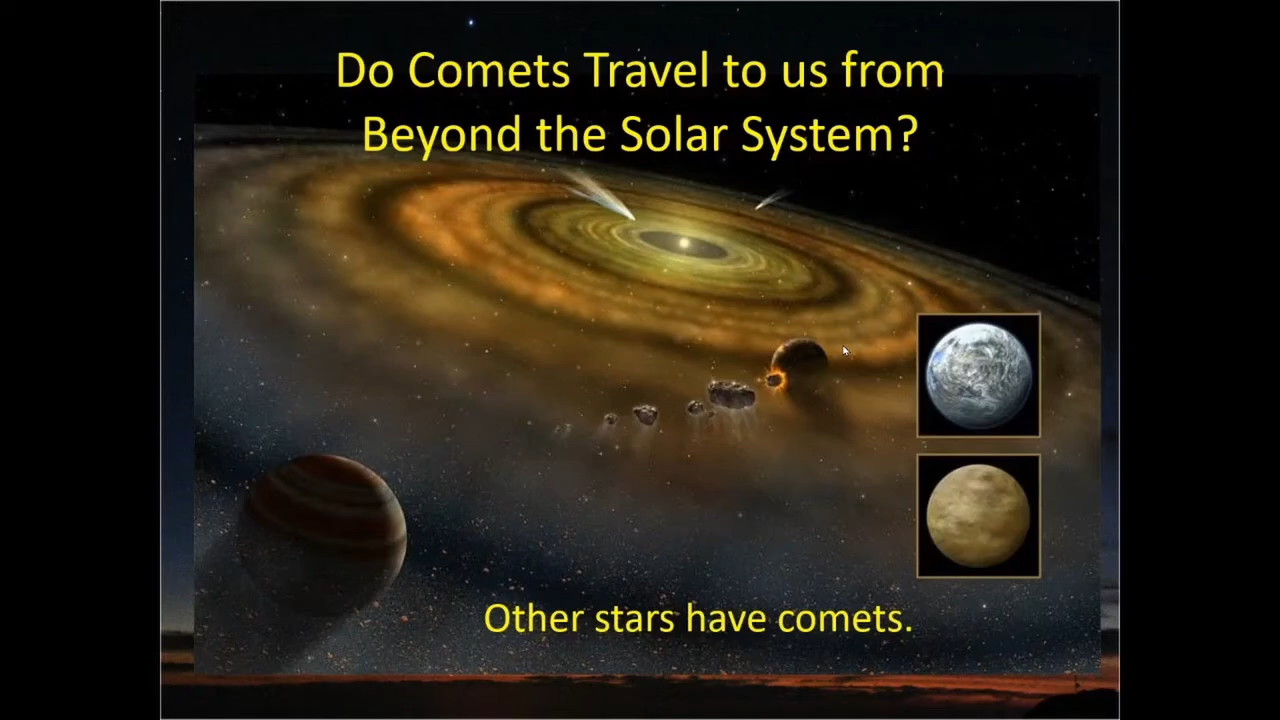 Do Comets Travel to us from
Beyond the Solar System?
Other stars have comets.